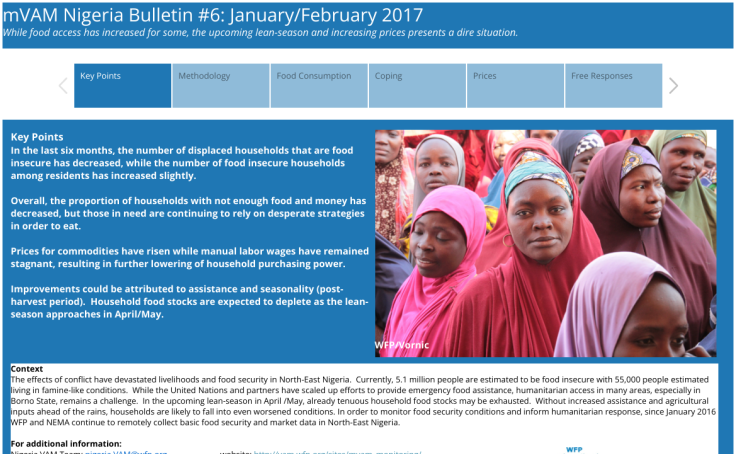 mVAM Nigeria Bulletin #6: January/February 2017
While food access has increased for some, the upcoming lean-season and increasing prices presents a dire situation.
Key Points
Methodology
Food Consumption
Coping
Prices
Free Responses
Key Points
In the last six months, the number of displaced households that are food
insecure has decreased, while the number of food insecure households
among residents has increased slightly.
Overall, the proportion of households with not enough food and money has
decreased, but those in need are continuing to rely on desperate strategies
in order to eat.
Prices for commodities have risen while manual labor wages have remained
stagnant, resulting in further lowering of household purchasing power.
Improvements could be attributed to assistance and seasonality (post-
harvest period). Household food stocks are expected to deplete as the lean-
season approaches in April/May.
WFP/Vornic
Context
The effects of conflict have devastated livelihoods and food security in North-East Nigeria. Currently, 5.1 million people are estimated to be food insecure with 55,000 people estimated
living in famine-like conditions. While the United Nations and partners have scaled up efforts to provide emergency food assistance, humanitarian access in many areas, especially in
Borno State, remains a challenge. In the upcoming lean-season in April /May, already tenuous household food stocks may be exhausted. Without increased assistance and agricultural
inputs ahead of the rains, households are likely to fall into even worsened conditions. In order to monitor food security conditions and inform humanitarian response, since January 2016
WFP and NEMA continue to remotely collect basic food security and market data in North-East Nigeria.
For additional information:
WFP